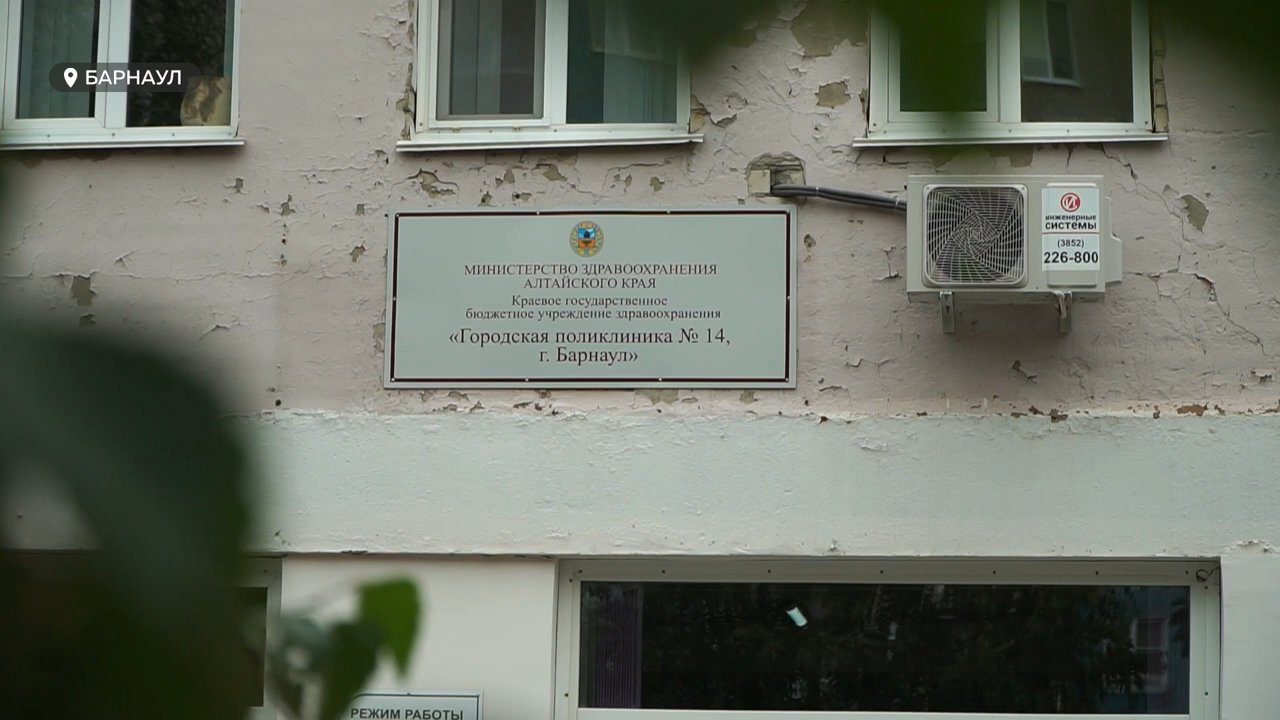 БАРНАУЛ
МИНИСТЕРСТВО ЗДРАВООХРАНЕНИЯ
АЛТАЙСКОГО КРАЯ
Краевое государственное
бюджетное учреждение здравоохранения
«Городская поликлиника № 14,
г. Барнаул»
инженерные
системы
(3852)
226-800
РЕЖИМ РАБОТЫ